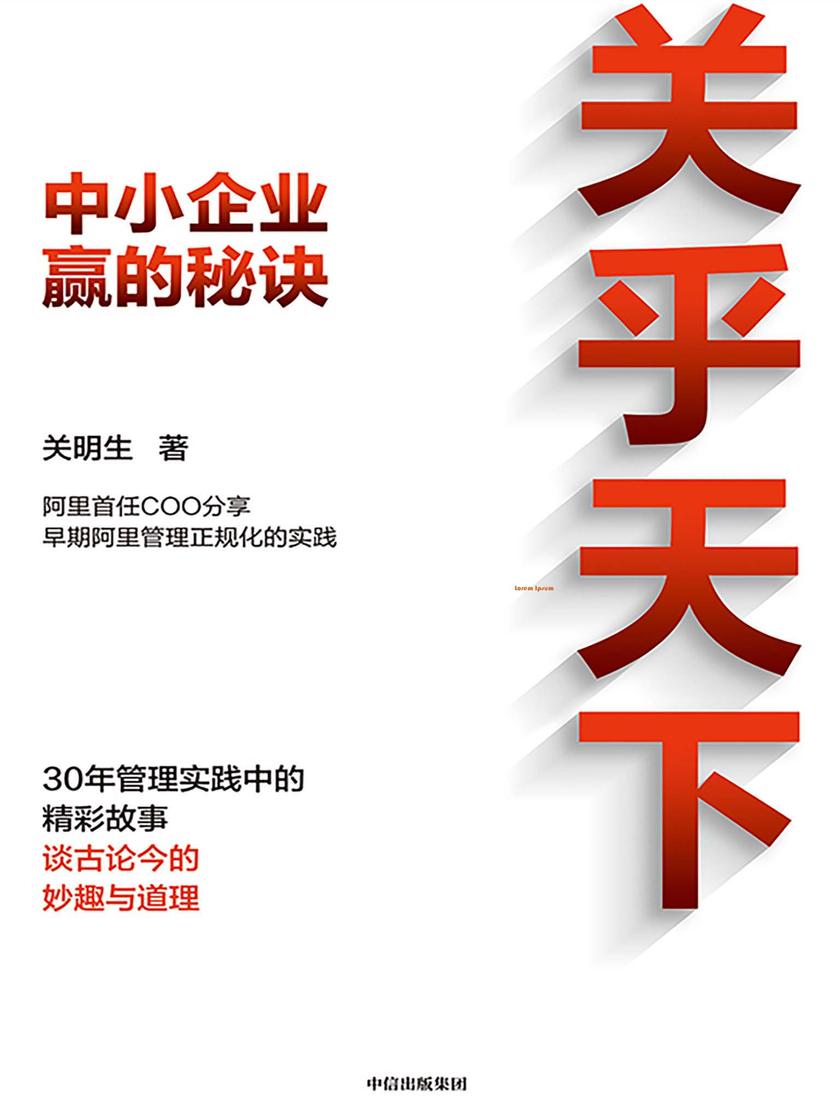 关乎天下
中小企业
赢的秘诀
关明生 著
阿里首任COO分享
早期阿里管理正规化的实践
Lorem Ipsum
30年管理实践中的
精彩故事
谈古论今的
妙趣与道理
中信出版集团